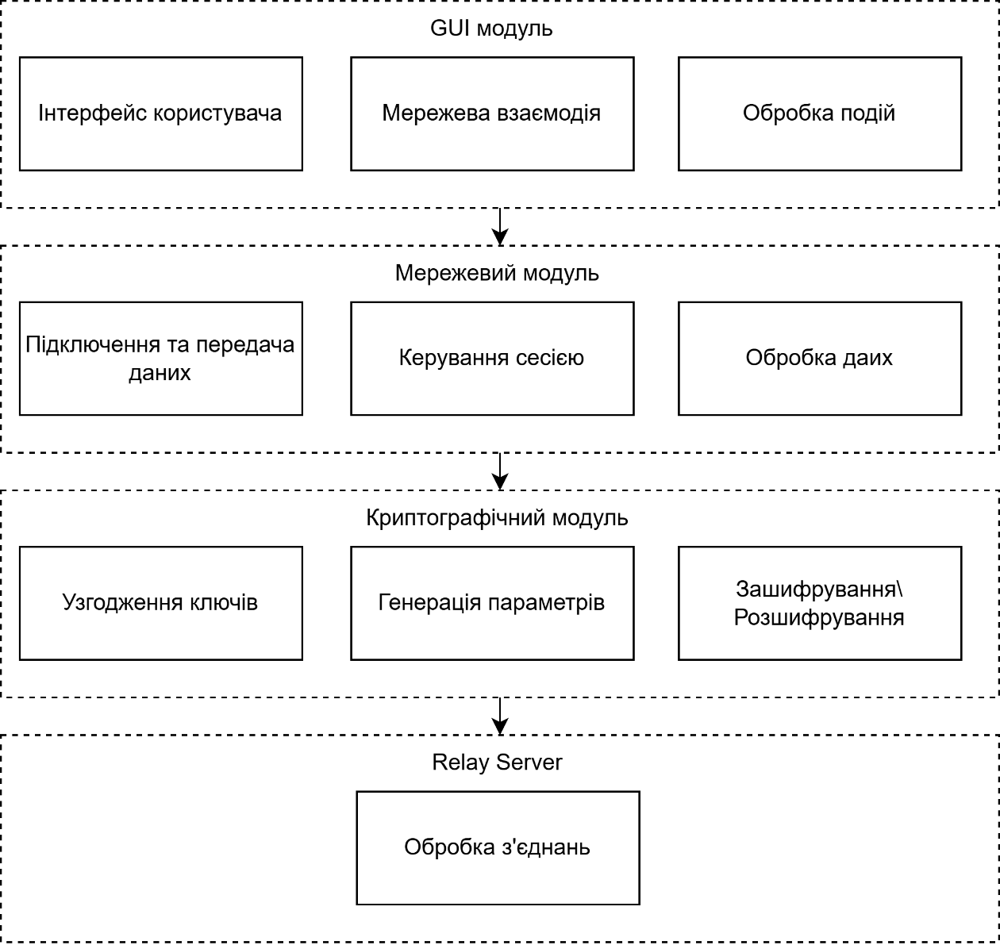 GUI модуль
Інтерфейс користувача
Мережева взаємодія
Обробка подій
Мережевий модуль
Підключення та передача
даних
Керування сесією
Обробка даих
Криптографічний модуль
Узгодження ключів
Генерація параметрів
Зашифрування\
Розшифрування
Relay Server
Обробка з'єднань